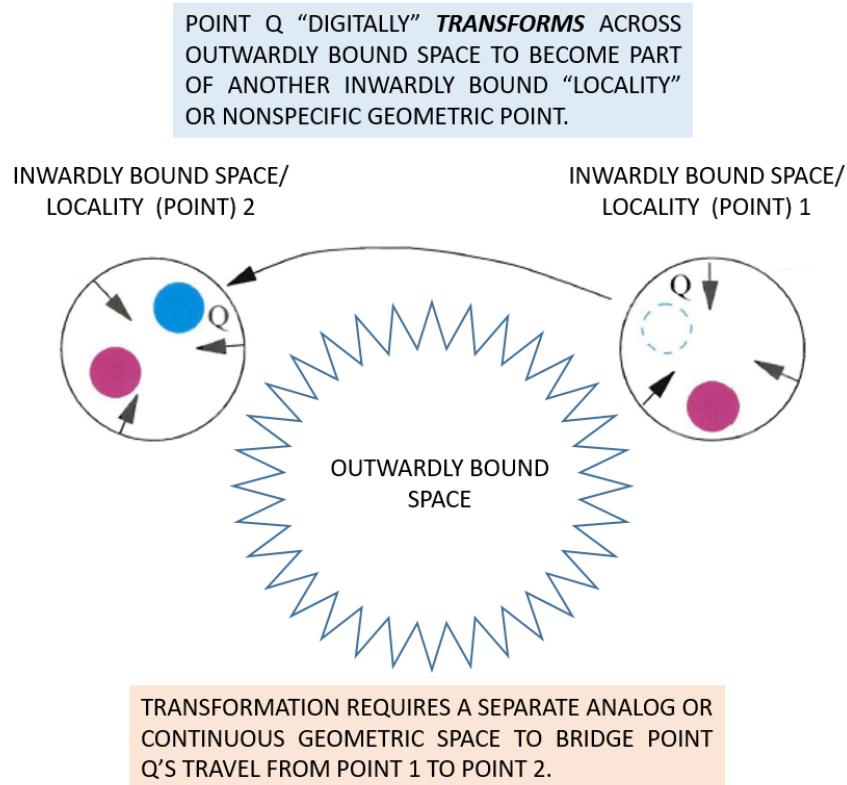 POINT Q “DIGITALLY” TRANSFORMS ACROSS
OUTWARDLY BOUND SPACE TO BECOME PART
OF ANOTHER INWARDLY BOUND “LOCALITY”
OR NONSPECIFIC GEOMETRIC POINT.
INWARDLY BOUND SPACE/
LOCALITY (POINT) 2
INWARDLY BOUND SPACE/
LOCALITY (POINT) 1
Q
Q
OUTWARDLY BOUND
SPACE
TRANSFORMATION REQUIRES A SEPARATE ANALOG OR
CONTINUOUS GEOMETRIC SPACE TO BRIDGE POINT
Q’S TRAVEL FROM POINT 1 TO POINT 2.